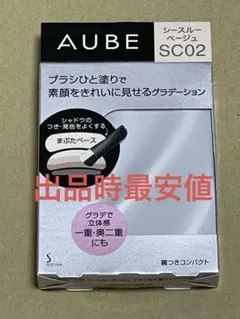 AUBE
シースルー
ベージュ
SC02
ブラシひと塗りで
素顔をきれいに見せるグラデーション
シャドウの
つき・発色をよくする
まぶたベース
出品時最安値
グラデで
立体感
一重・奥二重
にも
S
鏡つきコンパクト